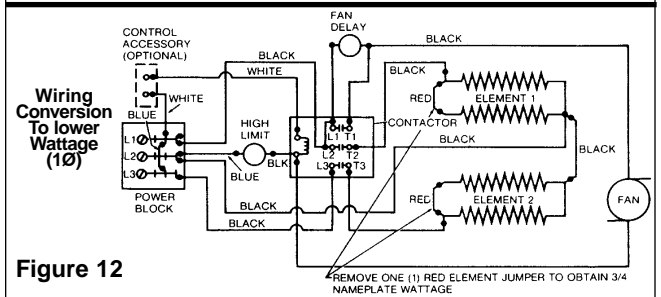 FAN
DELAY
CONTROL
ACCESSORY
(OPTIONAL)
BLACK
BLACK
WHITE
BLACK
Wiring
Conversion
To lower
Wattage
(1Ø)
WHITE
BLUE
HIGH
LIMIT
RED
ELEMENT 1
CONTACTOR
L1 T1
L2 T2
L3 T3
L1
L2
L3
BLUE
BLK
BLACK
BLACK
POWER
BLOCK
BLACK
BLACK
RED
ELEMENT 2
FAN
Figure 12
REMOVE ONE (1) RED ELEMENT JUMPER TO OBTAIN 3/4
NAMEPLATE WATTAGE